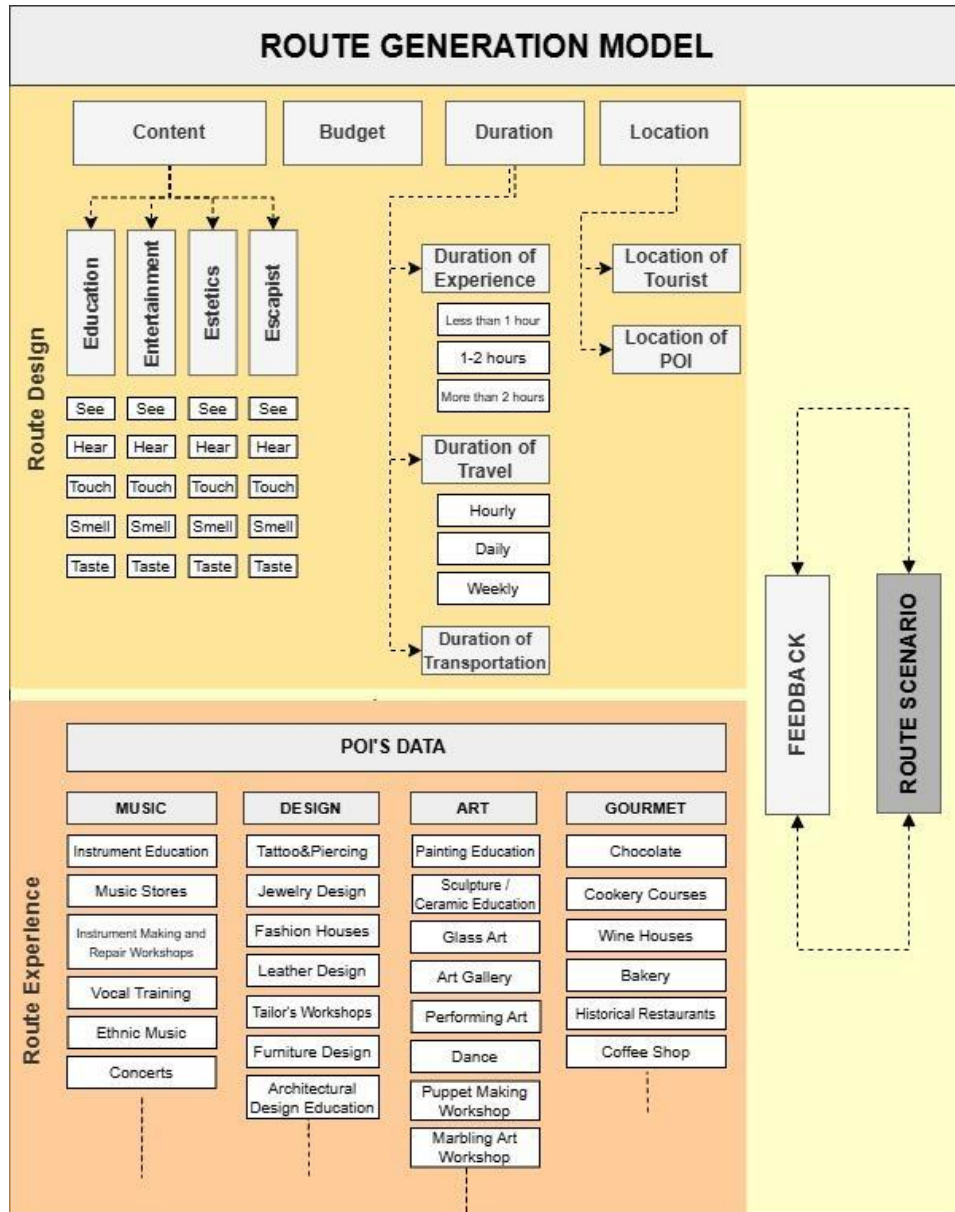 ROUTE GENERATION MODEL
Route Design
Content
Budget
Duration
Location
Education
Entertainment
Estetics
Escapist
See
See
See
See
Hear
Hear
Hear
Hear
Touch
Touch
Touch
Touch
Smell
Smell
Smell
Smell
Taste
Taste
Taste
Taste
Duration of
Experience
Less than 1 hour
1-2 hours
More than 2 hours
Duration of
Travel
Hourly
Daily
Weekly
Duration of
Transportation
Location of
Tourist
Location of
POI
FEEDBACK
ROUTE SCENARIO
Route Experience
POI'S DATA
MUSIC
Instrument Education
Music Stores
Instrument Making and
Repair Workshops
Vocal Training
Ethnic Music
Concerts
DESIGN
Tattoo&Piercing
Jewelry Design
Fashion Houses
Leather Design
Tailor's Workshops
Furniture Design
Architectural
Design Education
ART
Painting Education
Sculpture /
Ceramic Education
Glass Art
Art Gallery
Performing Art
Dance
Puppet Making
Workshop
Marbling Art
Workshop
GOURMET
Chocolate
Cookery Courses
Wine Houses
Bakery
Historical Restaurants
Coffee Shop